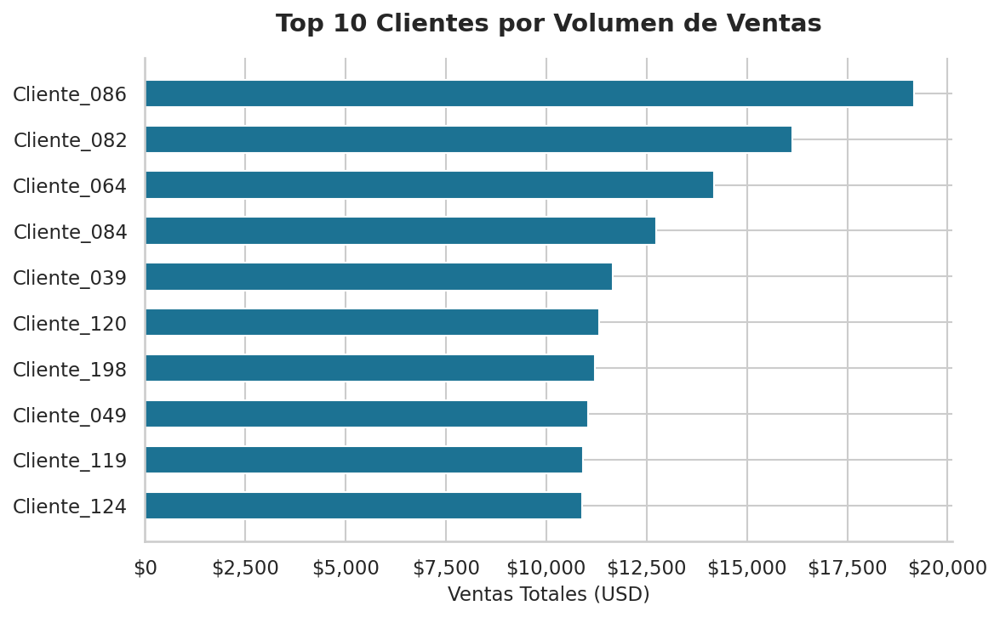 Top 10 Clientes por Volumen de Ventas
Cliente_086
Cliente_082
Cliente_064
Cliente_084
Cliente_039
Cliente_120
Cliente_198
Cliente_049
Cliente_119
Cliente_124
$0 $2,500 $5,000 $7,500 $10,000 $12,500 $15,000 $17,500 $20,000
Ventas Totales (USD)